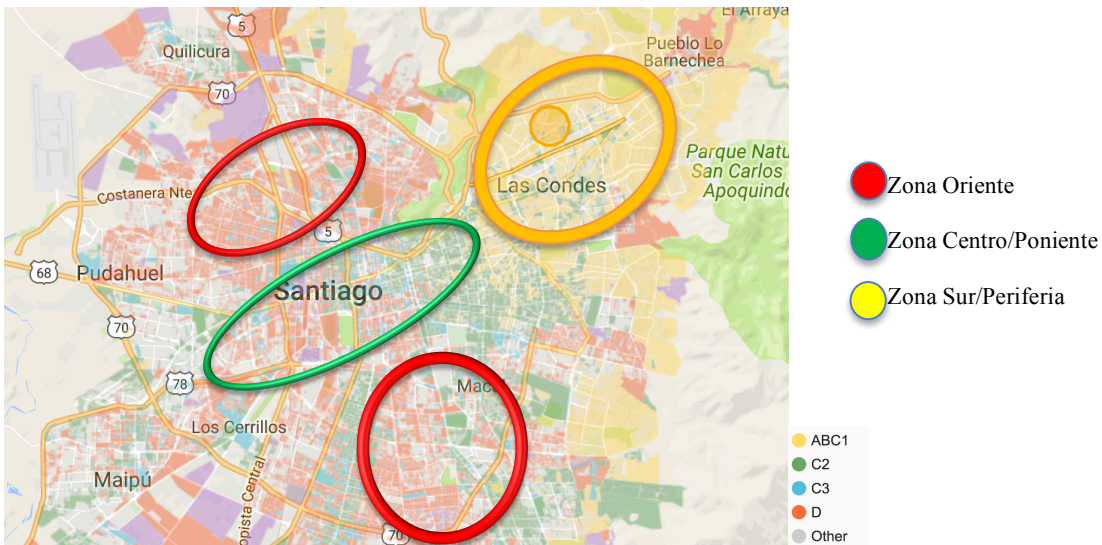 El Arraya
5
Quilicura
Pueblo Lo
Barnechea
70
Parque Natu
San Carlos
Apoquindo
Costanera Nte
Las Condes
5
68
Pudahuel
Santiago
70
78
Macul
Los Cerrillos
Maipú
opista Central
70
Zona Oriente
Zona Centro/Poniente
Zona Sur/Periferia
ABC1
C2
C3
D
Other